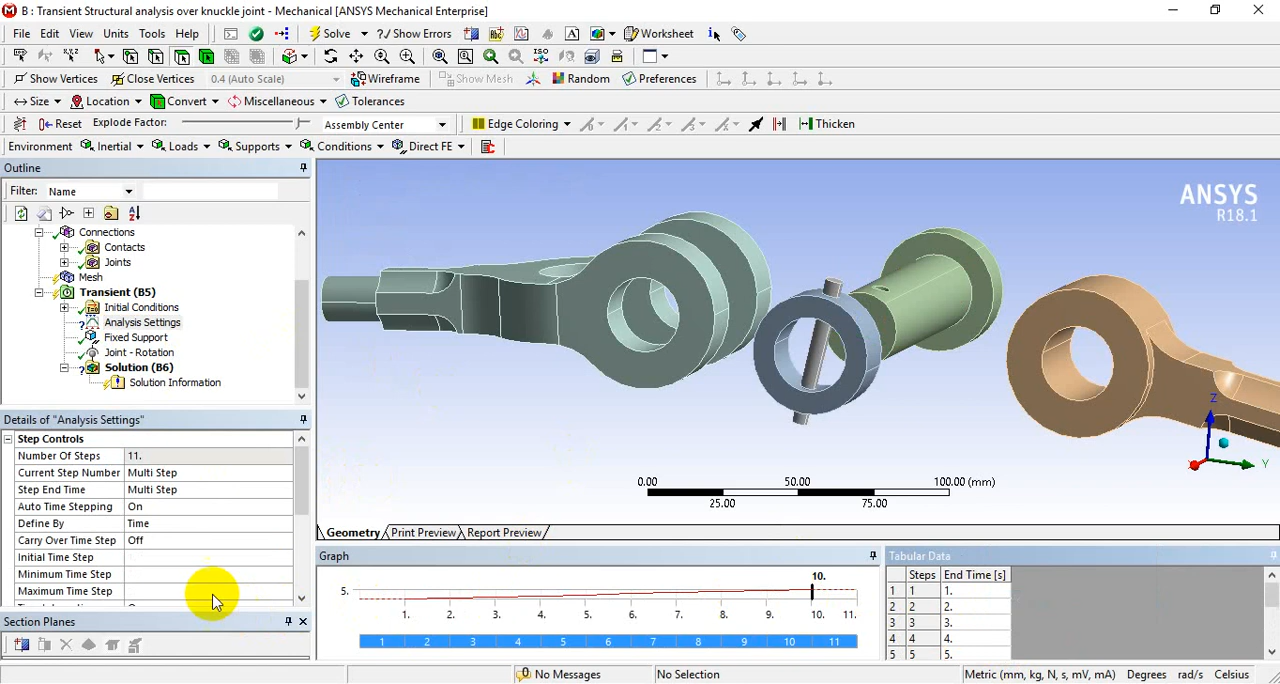 B : Transient Structural analysis over knuckle joint - Mechanical [ANSYS Mechanical Enterprise]
File Edit View Units Tools Help Solve ?/ Show Errors A Worksheet i
Show Vertices Close Vertices 0.4 (Auto Scale) Wireframe Show Mesh Random Preferences
Size Location Convert Miscellaneous Tolerances
Reset Explode Factor: Assembly Center Edge Coloring Thicken
Environment Inertial Loads Supports Conditions Direct FE
Outline
Filter: Name
Connections
Contacts
Joints
Mesh
Transient (B5)
Initial Conditions
Analysis Settings
Fixed Support
Joint - Rotation
Solution (B6)
Solution Information
Details of "Analysis Settings"
Step Controls
Number Of Steps 11.
Current Step Number Multi Step
Step End Time Multi Step
Auto Time Stepping On
Define By Time
Carry Over Time Step Off
Initial Time Step
Minimum Time Step
Maximum Time Step
Section Planes
ANSYS
R18.1
Z
Y
0.00 50.00 100.00 (mm)
25.00 75.00
Geometry Print Preview Report Preview
Graph
10.
5.
1. 2. 3. 4. 5. 6. 7. 8. 9. 10. 11.
1 2 3 4 5 6 7 8 9 10 11
Tabular Data
Steps End Time [s]
1 1 1.
2 2 2.
3 3 3.
4 4 4.
5 5 5.
No Messages No Selection Metric (mm, kg, N, s, mV, mA) Degrees rad/s Celsius